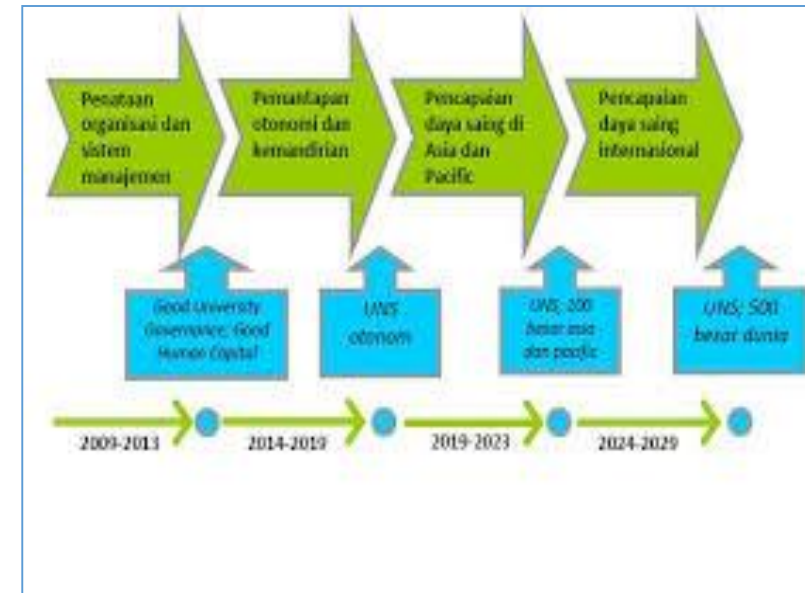 Penataan
organisasi dan
sistem
manajemen
Pemantapan
otonomi dan
kemandirian
Pencapaian
daya saing di
Asia dan
Pacific
Pencapaian
daya saing
internasional
Good University
Governance; Good
Human Capital
UNS
otonom
UNS; 100
besar asia
dan pacific
UNS; 500
besar dunia
2009-2013
2014-2019
2019-2023
2024-2029